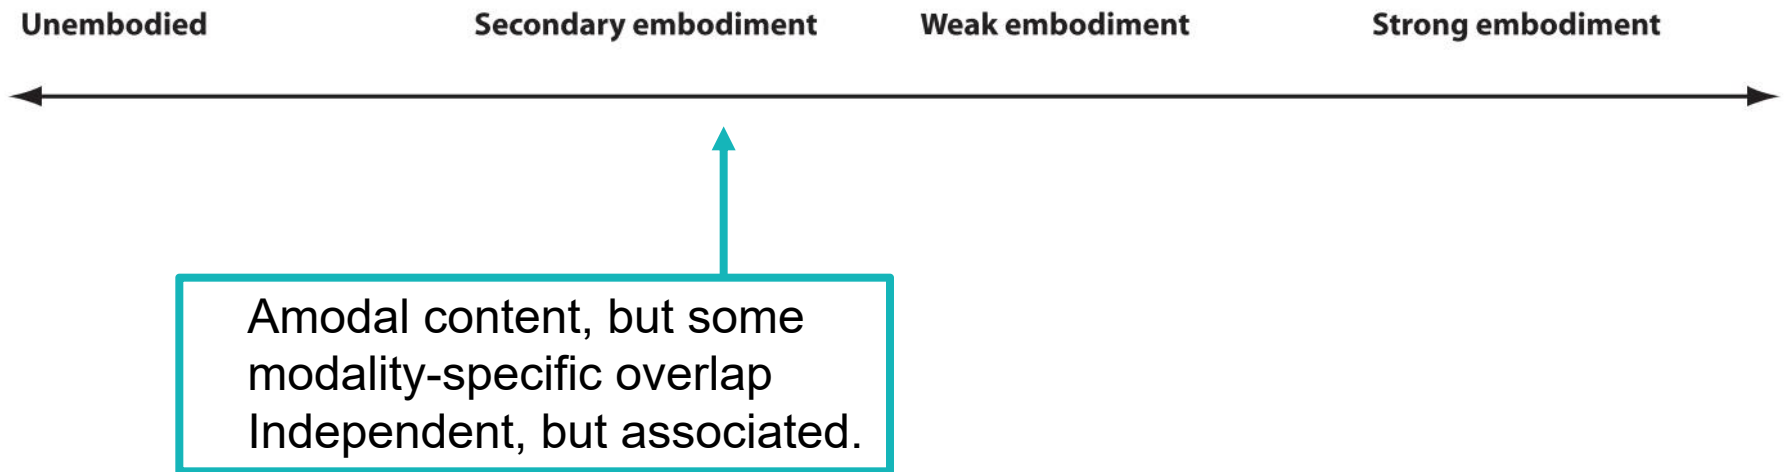 Unembodied Secondary embodiment Weak embodiment Strong embodiment
Amodal content, but some
modality-specific overlap
Independent, but associated.